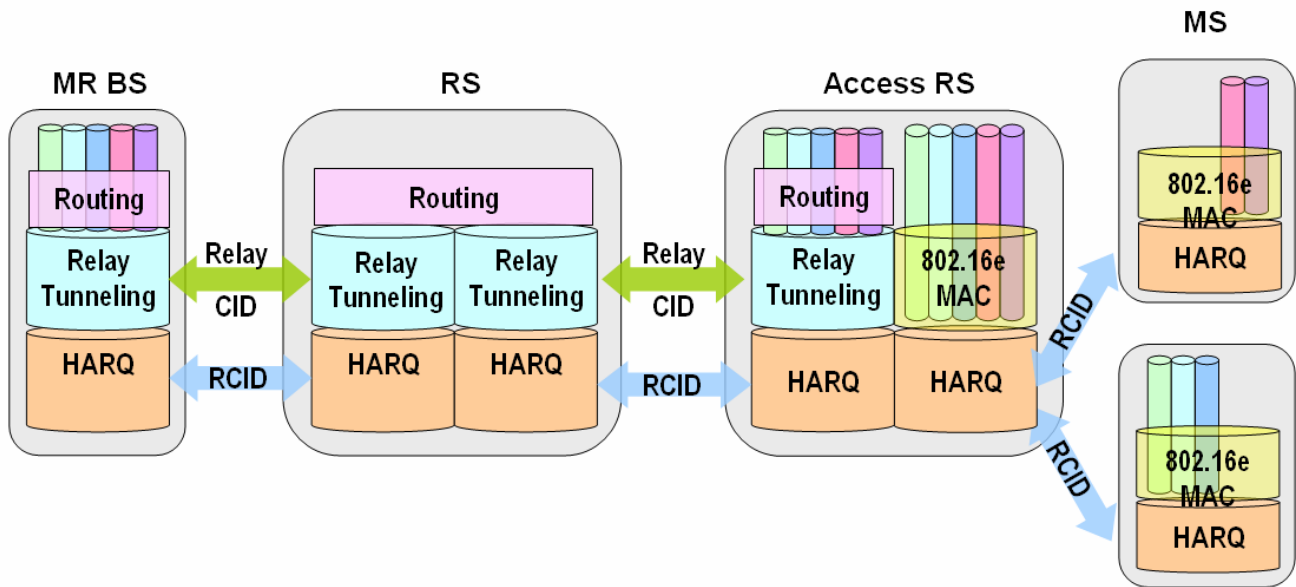 MS
MR BS
RS
Access RS
Routing
Relay
Tunneling
HARQ
Relay
CID
RCID
Routing
Relay
Tunneling
Relay
Tunneling
HARQ
HARQ
Relay
CID
RCID
Routing
Relay
Tunneling
802.16e
MAC
HARQ
HARQ
RCID
RCID
802.16e
MAC
HARQ
802.16e
MAC
HARQ